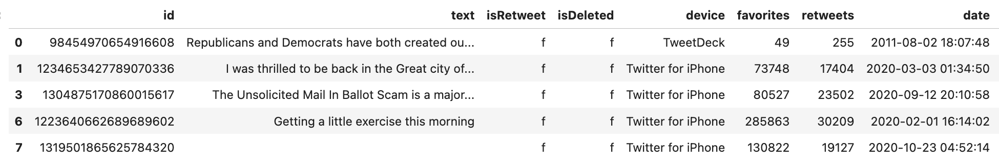 id text isRetweet isDeleted device favorites retweets date
0 98454970654916608 Republicans and Democrats have both created ou... f f TweetDeck 49 255 2011-08-02 18:07:48
1 1234653427789070336 I was thrilled to be back in the Great city of... f f Twitter for iPhone 73748 17404 2020-03-03 01:34:50
3 1304875170860015617 The Unsolicited Mail In Ballot Scam is a major... f f Twitter for iPhone 80527 23502 2020-09-12 20:10:58
6 1223640662689689602 Getting a little exercise this morning f f Twitter for iPhone 285863 30209 2020-02-01 16:14:02
7 1319501865625784320 f f Twitter for iPhone 130822 19127 2020-10-23 04:52:14